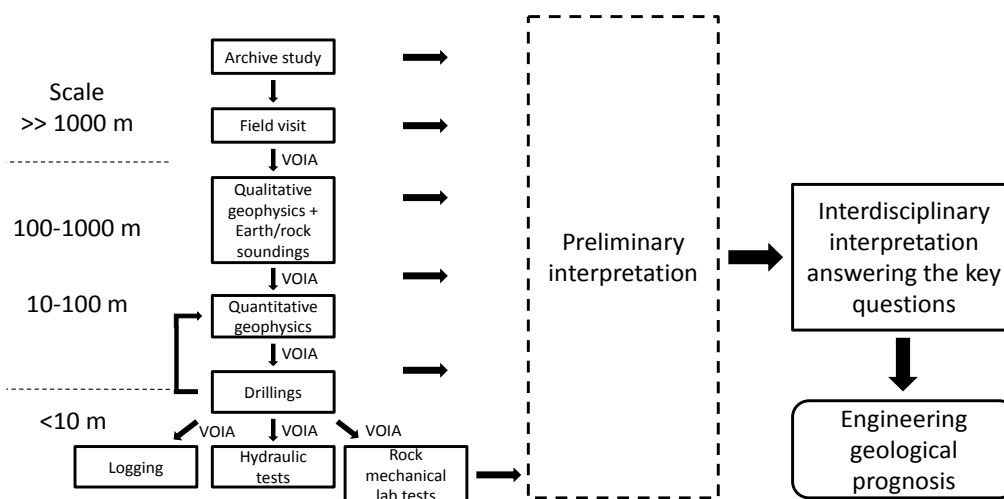 Archive study
Scale
>> 1000 m
Field visit
VOIA
Qualitative
geophysics +
Earth/rock
soundings
100-1000 m
VOIA
10-100 m
Quantitative
geophysics
VOIA
Drillings
<10 m
VOIA
VOIA
VOIA
Logging
Hydraulic
tests
Rock
mechanical
lab tests
Preliminary
interpretation
Interdisciplinary
interpretation
answering the key
questions
Engineering
geological
prognosis